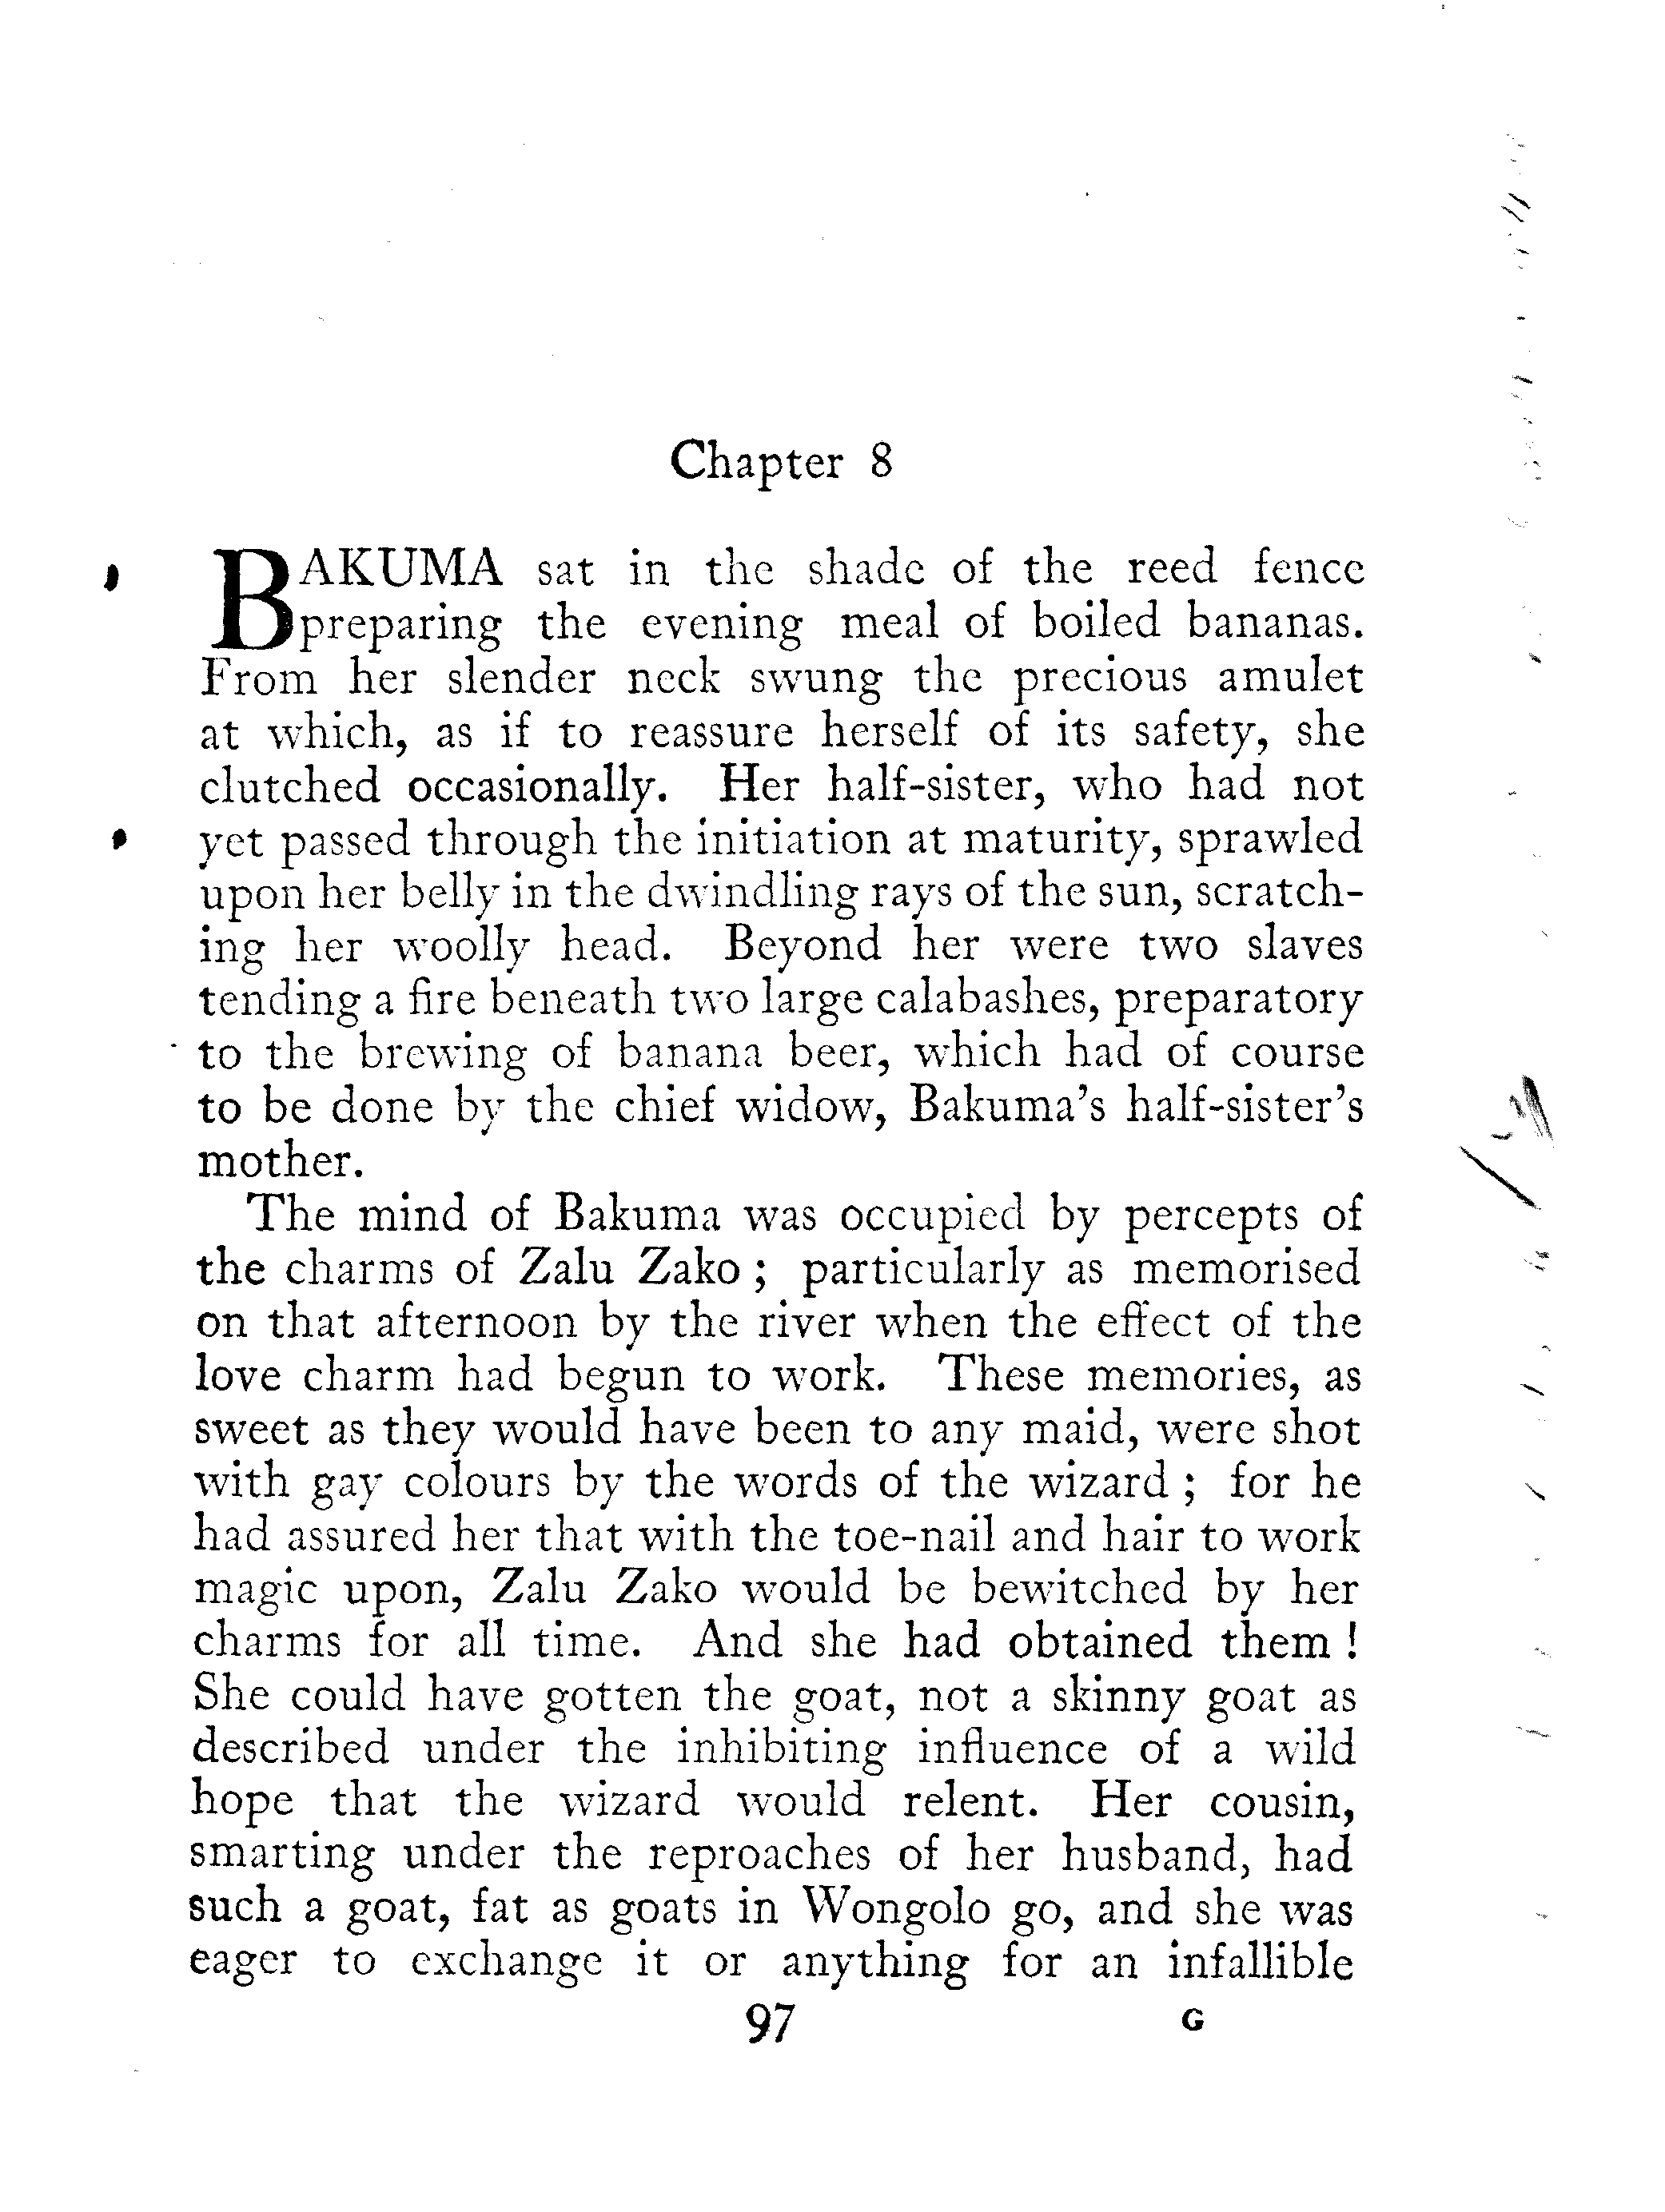 Chapter 8
BAKUMA sat in the shade of the reed fence
preparing the evening meal of boiled bananas.
From her slender neck swung the precious amulet
at which, as if to reassure herself of its safety, she
clutched occasionally. Her half-sister, who had not
yet passed through the initiation at maturity, sprawled
upon her belly in the dwindling rays of the sun, scratch-
ing her woolly head. Beyond her were two slaves
tending a fire beneath two large calabashes, preparatory
to the brewing of banana beer, which had of course
to be done by the chief widow, Bakuma's half-sister's
mother.
The mind of Bakuma was occupied by percepts of
the charms of Zalu Zako ; particularly as memorised
on that afternoon by the river when the effect of the
love charm had begun to work. These memories, as
sweet as they would have been to any maid, were shot
with gay colours by the words of the wizard ; for he
had assured her that with the toe-nail and hair to work
magic upon, Zalu Zako would be bewitched by her
charms for all time. And she had obtained them !
She could have gotten the goat, not a skinny goat as
described under the inhibiting influence of a wild
hope that the wizard would relent. Her cousin,
smarting under the reproaches of her husband, had
such a goat, fat as goats in Wongolo go, and she was
eager to exchange it or anything for an infallible
97 G